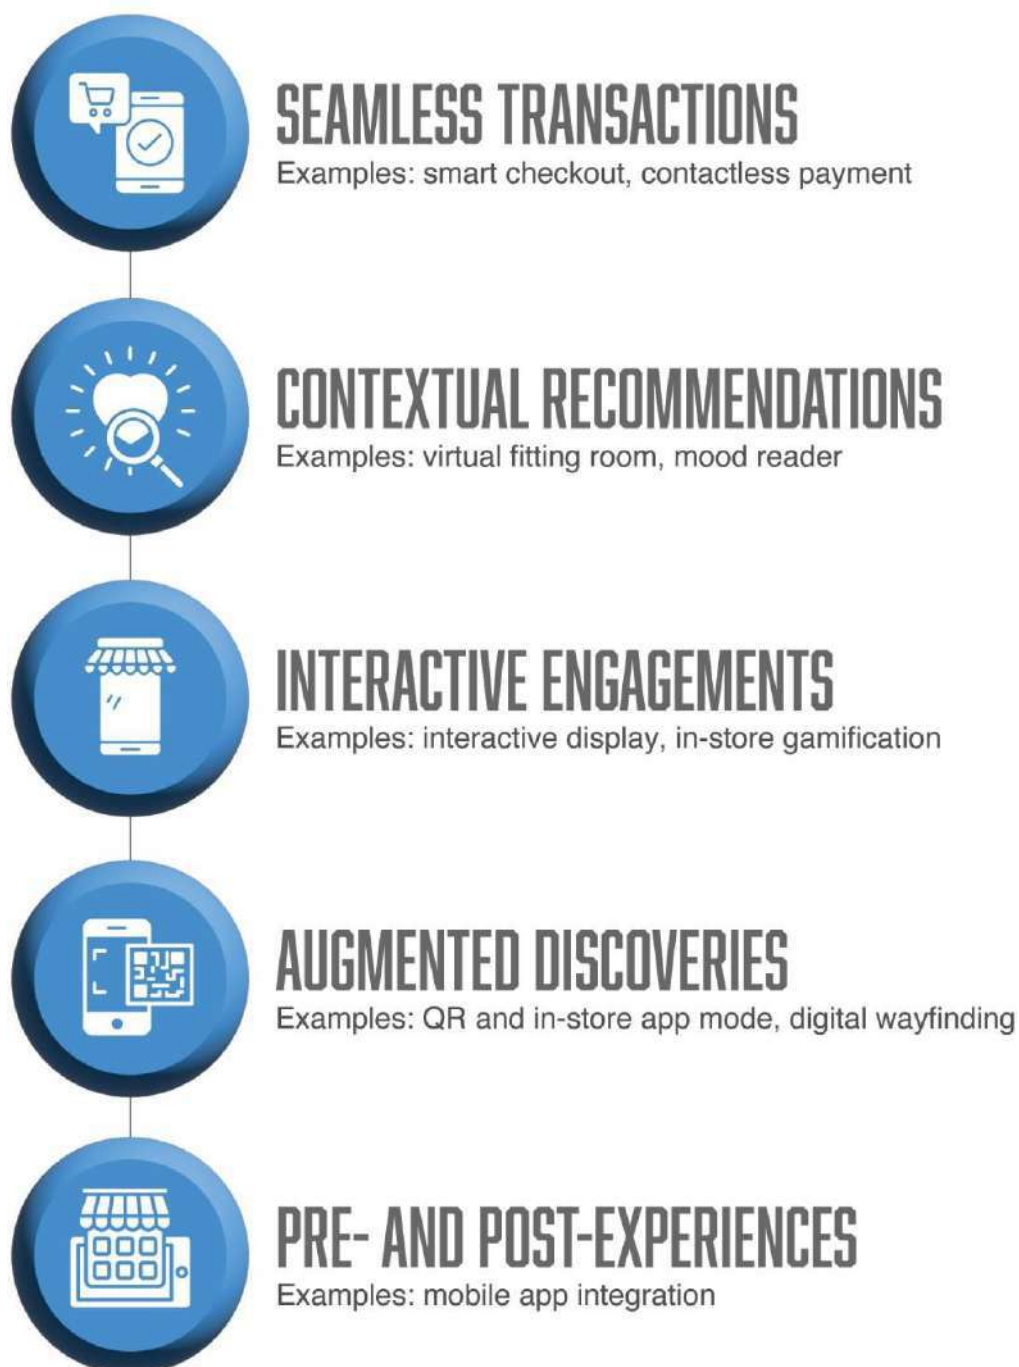 SEAMLESS TRANSACTIONS
Examples: smart checkout, contactless payment
CONTEXTUAL RECOMMENDATIONS
Examples: virtual fitting room, mood reader
INTERACTIVE ENGAGEMENTS
Examples: interactive display, in-store gamification
AUGMENTED DISCOVERIES
Examples: QR and in-store app mode, digital wayfinding
PRE- AND POST-EXPERIENCES
Examples: mobile app integration